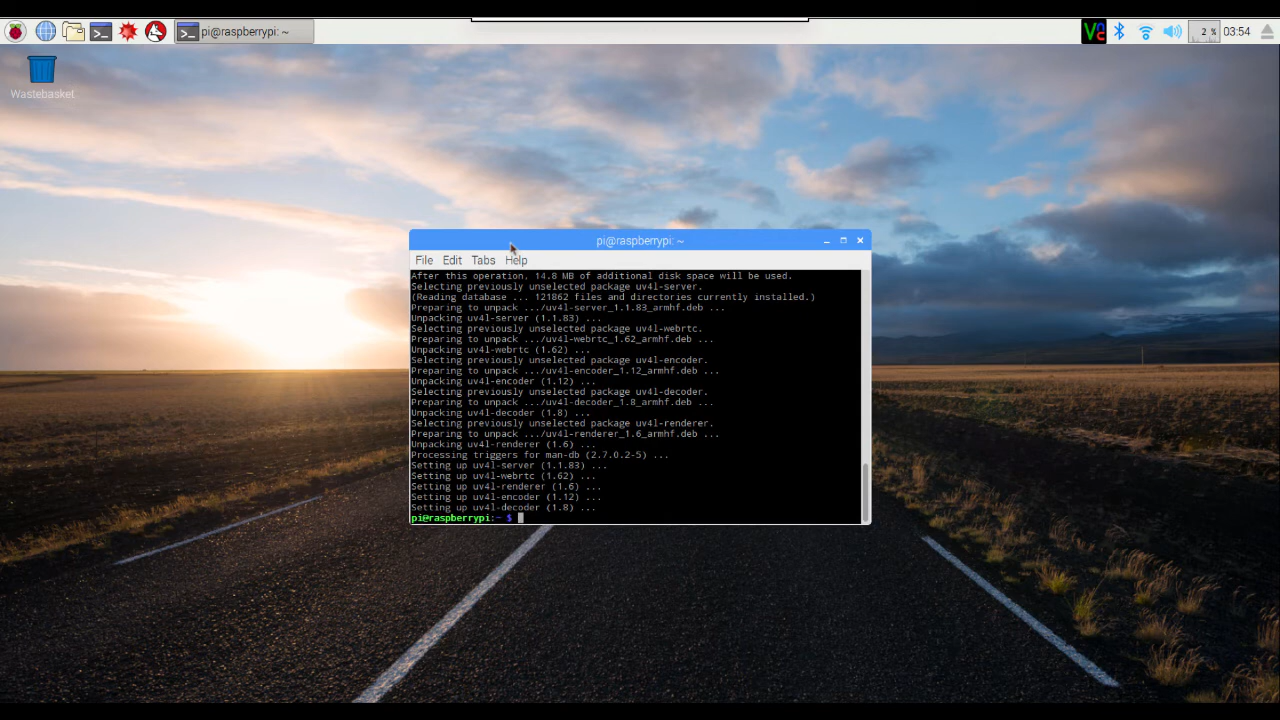 pi@raspberrypi: ~
2 %
03:54
Wastebasket
pi@raspberrypi: ~
File Edit Tabs Help
After this operation, 14.8 MB of additional disk space will be used.
Selecting previously unselected package uv4l-server.
(Reading database ... 121862 files and directories currently installed.)
Preparing to unpack .../uv4l-server_1.1.83_armhf.deb ...
Unpacking uv4l-server (1.1.83) ...
Selecting previously unselected package uv4l-webrtc.
Preparing to unpack .../uv4l-webrtc_1.62_armhf.deb ...
Unpacking uv4l-webrtc (1.62) ...
Selecting previously unselected package uv4l-encoder.
Preparing to unpack .../uv4l-encoder_1.12_armhf.deb ...
Unpacking uv4l-encoder (1.12) ...
Selecting previously unselected package uv4l-decoder.
Preparing to unpack .../uv4l-decoder_1.8_armhf.deb ...
Unpacking uv4l-decoder (1.8) ...
Selecting previously unselected package uv4l-renderer.
Preparing to unpack .../uv4l-renderer_1.6_armhf.deb ...
Unpacking uv4l-renderer (1.6) ...
Processing triggers for man-db (2.7.0.2-5) ...
Setting up uv4l-server (1.1.83) ...
Setting up uv4l-webrtc (1.62) ...
Setting up uv4l-renderer (1.6) ...
Setting up uv4l-encoder (1.12) ...
Setting up uv4l-decoder (1.8) ...
pi@raspberrypi:~ $